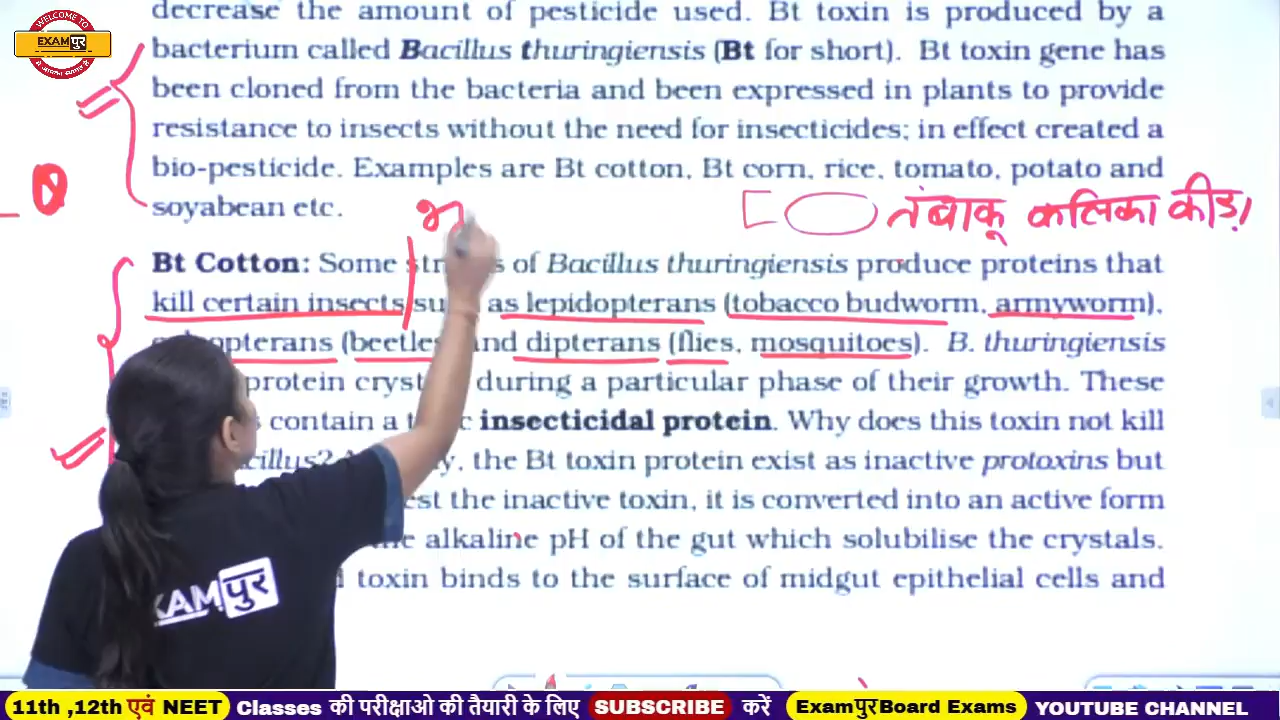 WELCOME TO
EXAMपुर
decrease the amount of pesticide used. Bt toxin is produced by a
bacterium called Bacillus thuringiensis (Bt for short). Bt toxin gene has
been cloned from the bacteria and been expressed in plants to provide
resistance to insects without the need for insecticides; in effect created a
bio-pesticide. Examples are Bt cotton, Bt corn, rice, tomato, potato and
soyabean etc.
तंबाकू कलिका कीड़ा
Bt Cotton: Some of Bacillus thuringiensis produce proteins that
kill certain insects as lepidopterans (tobacco budworm, armyworm),
(beetles and dipterans (flies, mosquitoes). B. thuringiensis
protein during a particular phase of their growth. These
contain a insecticidal protein. Why does this toxin not kill
the Bt toxin protein exist as inactive protoxins but
the inactive toxin, it is converted into an active form
alkaline pH of the gut which solubilise the crystals.
toxin binds to the surface of midgut epithelial cells and
EXAMपुर
11th ,12th एवं NEET Classes की परीक्षाओ की तैयारी के लिए SUBSCRIBE करें ExamपुरBoard Exams YOUTUBE CHANNEL